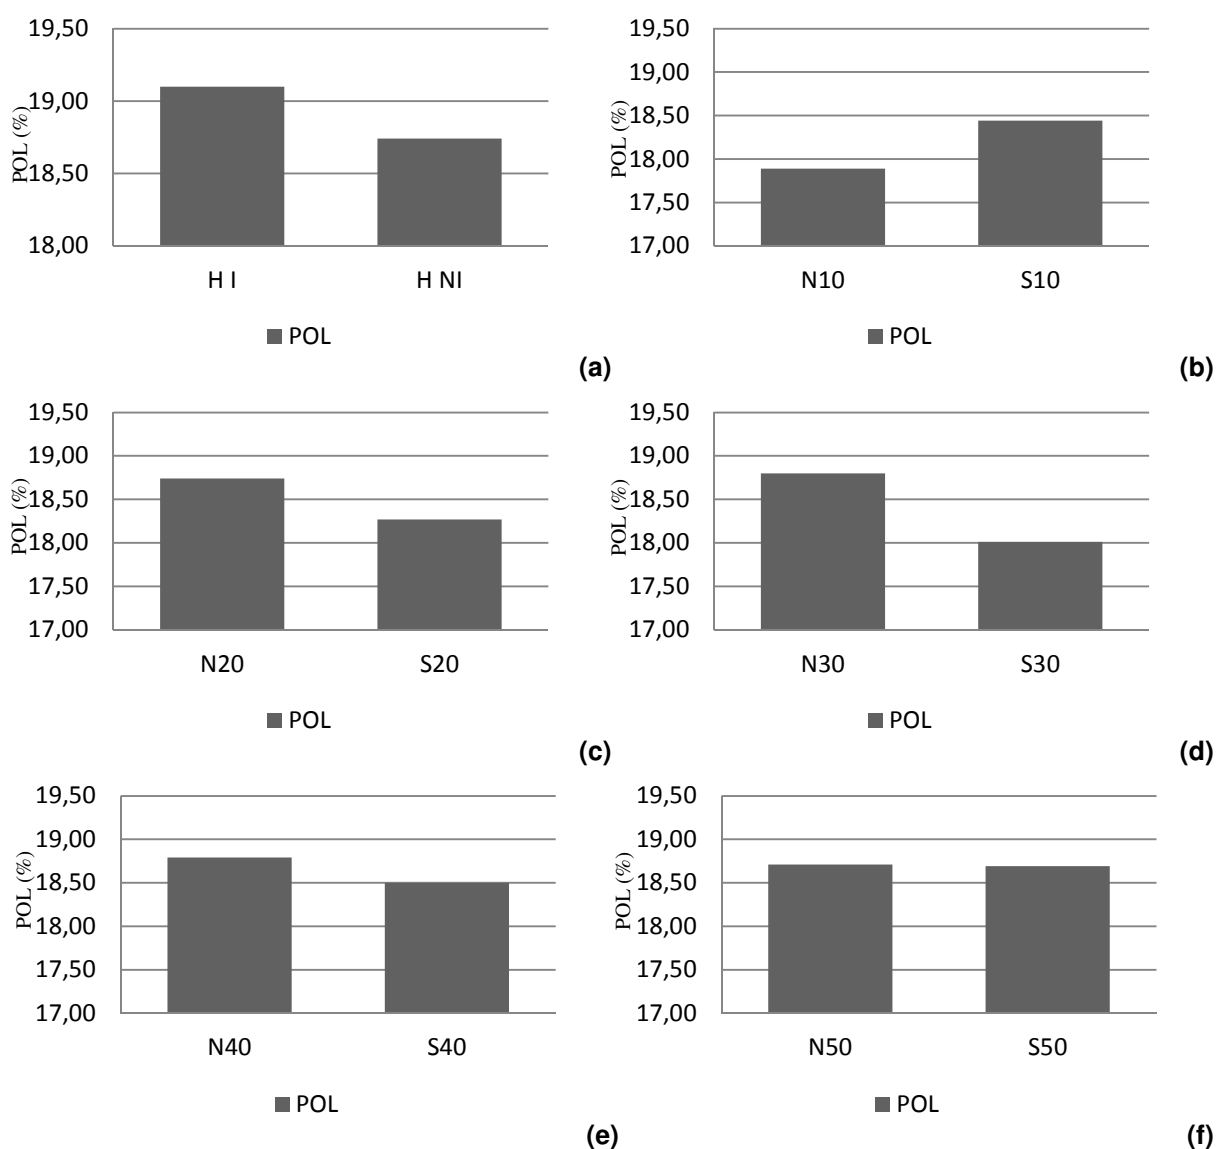 19,50
19,00
18,50
18,00
POL (%)
H I
H NI
POL
(a)
19,50
19,00
18,50
18,00
17,50
17,00
POL (%)
N10
S10
POL
(b)
19,50
19,00
18,50
18,00
17,50
17,00
POL (%)
N20
S20
POL
(c)
19,50
19,00
18,50
18,00
17,50
17,00
POL (%)
N30
S30
POL
(d)
19,50
19,00
18,50
18,00
17,50
17,00
POL (%)
N40
S40
POL
(e)
19,50
19,00
18,50
18,00
17,50
17,00
POL (%)
N50
S50
POL
(f)